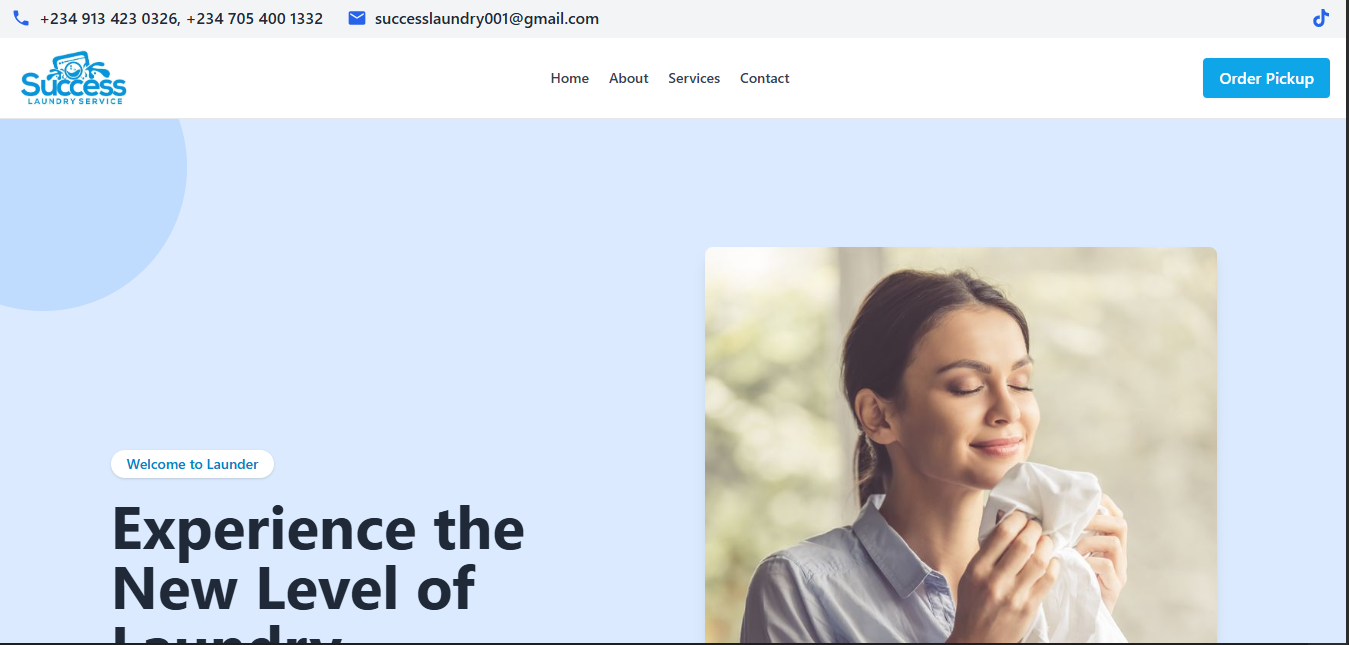 +234 913 423 0326, +234 705 400 1332 successlaundry001@gmail.com
Success
LAUNDRY SERVICE
Home About Services Contact
Order Pickup
Welcome to Launder
Experience the
New Level of
Laundry